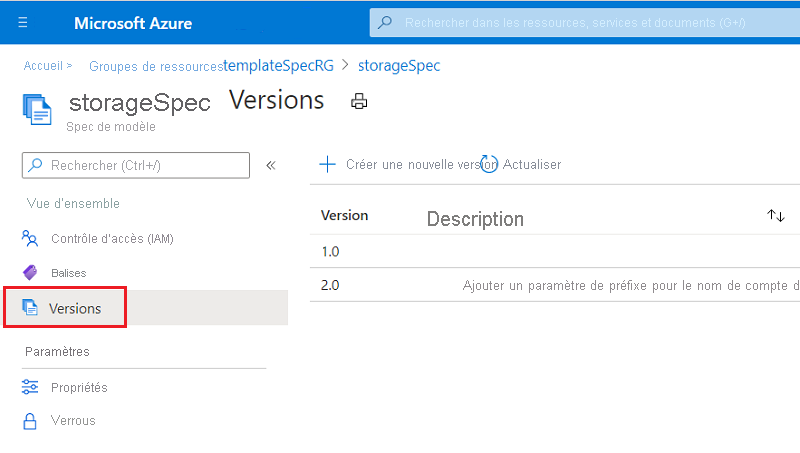 Microsoft Azure
Rechercher dans les ressources, services et documents (G+/)
Accueil > Groupes de ressources templateSpecRG > storageSpec
storageSpec Versions
Spec de modèle
Rechercher (Ctrl+/) «
Créer une nouvelle version Actualiser
Vue d'ensemble
Contrôle d'accès (IAM)
Balises
Versions
Paramètres
Propriétés
Verrous
Version Description
1.0
2.0 Ajouter un paramètre de préfixe pour le nom de compte d